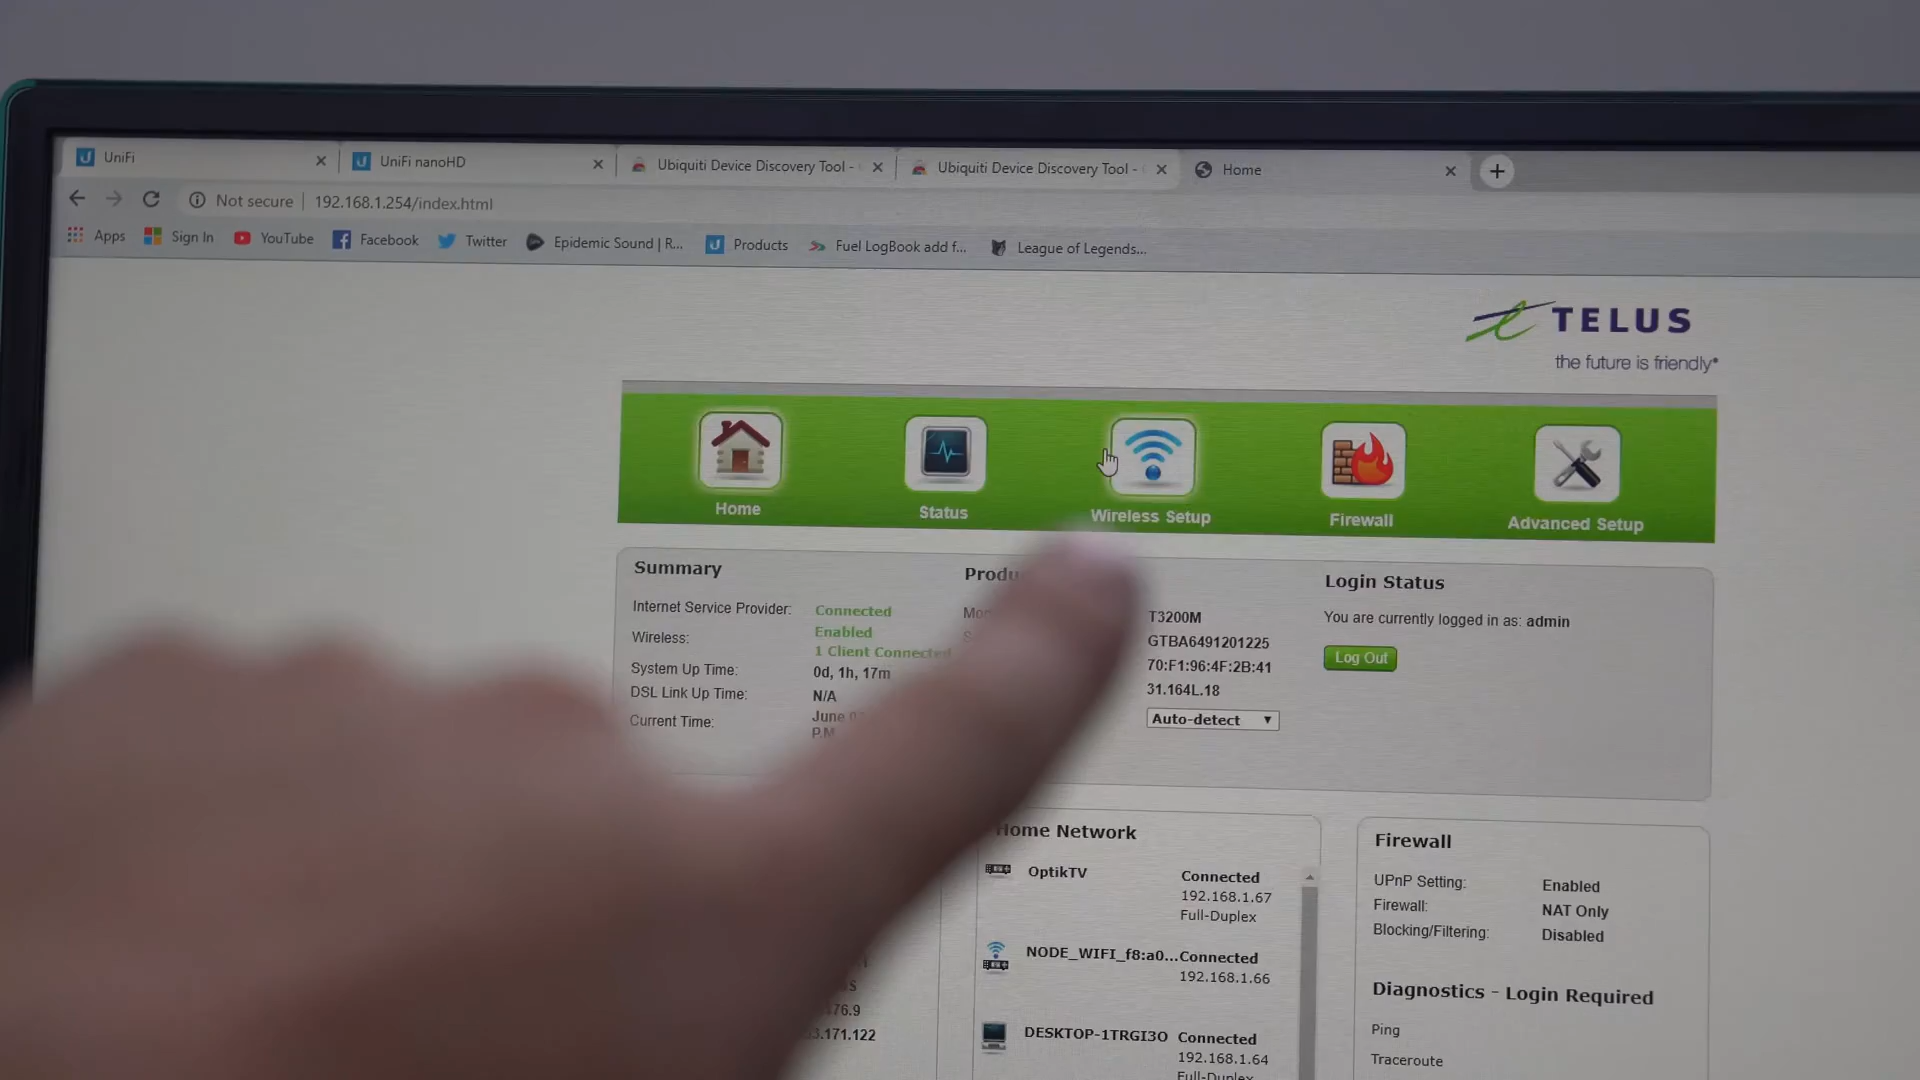 UniFi
UniFi nanoHD
Ubiquiti Device Discovery Tool -
Ubiquiti Device Discovery Tool -
Home
Not secure
192.168.1.254/index.html
Apps
Sign In
YouTube
Facebook
Twitter
Epidemic Sound | R...
Products
Fuel LogBook add f...
League of Legends...
TELUS
the future is friendly*
Home
Status
Wireless Setup
Firewall
Advanced Setup
Summary
Internet Service Provider: Connected
Wireless: Enabled
1 Client Connected
System Up Time: 0d, 1h, 17m
DSL Link Up Time: N/A
Current Time: June
P.M.
T3200M
GTBA6491201225
70:F1:96:4F:2B:41
31.164L.18
Auto-detect
Login Status
You are currently logged in as: admin
Log Out
Home Network
OptikTV Connected
192.168.1.67
Full-Duplex
NODE_WIFI_f8:a0... Connected
192.168.1.66
DESKTOP-1TRGI3O Connected
192.168.1.64
Full-Duplex
Firewall
UPnP Setting: Enabled
Firewall: NAT Only
Blocking/Filtering: Disabled
Diagnostics - Login Required
Ping
Traceroute